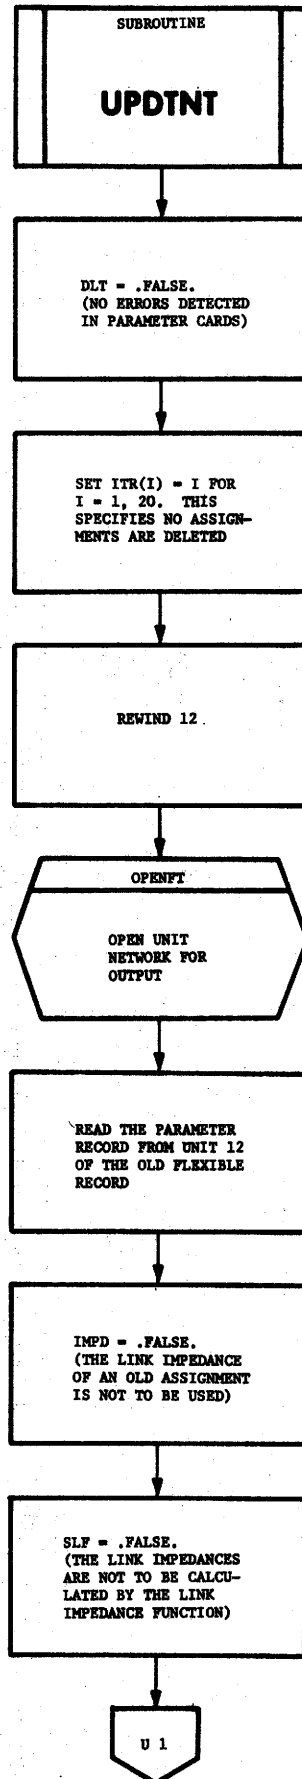 SUBROUTINE
UPDTNT
DLT = .FALSE.
(NO ERRORS DETECTED
IN PARAMETER CARDS)
SET ITR(I) = I FOR
I = 1, 20. THIS
SPECIFIES NO ASSIGN-
MENTS ARE DELETED
REWIND 12
OPENFT
OPEN UNIT
NETWORK FOR
OUTPUT
READ THE PARAMETER
RECORD FROM UNIT 12
OF THE OLD FLEXIBLE
RECORD
IMPD = .FALSE.
(THE LINK IMPEDANCE
OF AN OLD ASSIGNMENT
IS NOT TO BE USED)
SLF = .FALSE.
(THE LINK IMPEDANCES
ARE NOT TO BE CALCU-
LATED BY THE LINK
IMPEDANCE FUNCTION)
U 1